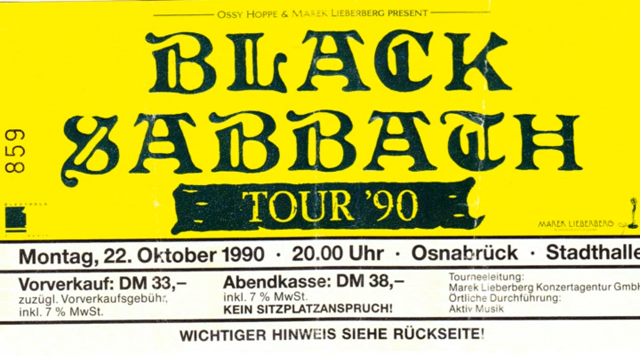 OSSY HOPPE & MAREK LIEBERBERG PRESENT
BLACK
SABBATH
TOUR '90
859
MAREK LIEBERBERG
Montag, 22. Oktober 1990 · 20.00 Uhr · Osnabrück · Stadthalle
Vorverkauf: DM 33,–
zuzügl. Vorverkaufsgebühr,
inkl. 7 % MwSt.
Abendkasse: DM 38,–
inkl. 7 % MwSt.
KEIN SITZPLATZANSPRUCH!
Tourneeleitung:
Marek Lieberberg Konzertagentur GmbH
Örtliche Durchführung:
Aktiv Musik
WICHTIGER HINWEIS SIEHE RÜCKSEITE!